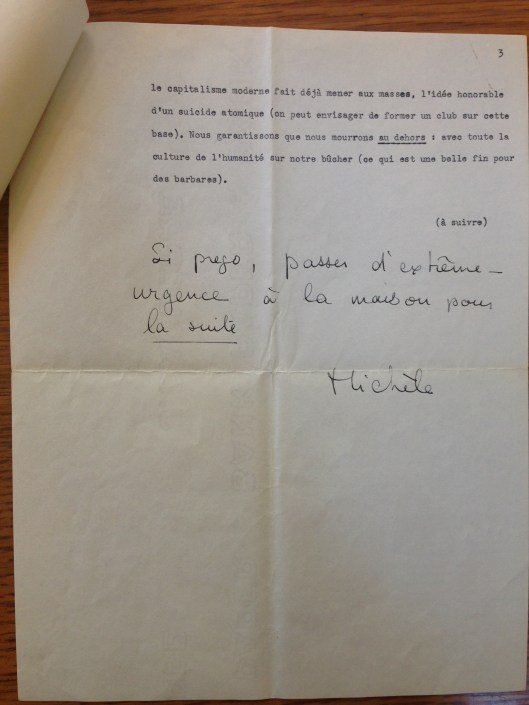 3
le capitalisme moderne fait déjà mener aux masses, l'idée honorable
d'un suicide atomique (on peut envisager de former un club sur cette
base). Nous garantissons que nous mourrons au dehors : avec toute la
culture de l'humanité sur notre bûcher (ce qui est une belle fin pour
des barbares).
(A suivre)
Si prego, passer d'extrême-
urgence à la maison pour
la suite
Michèle